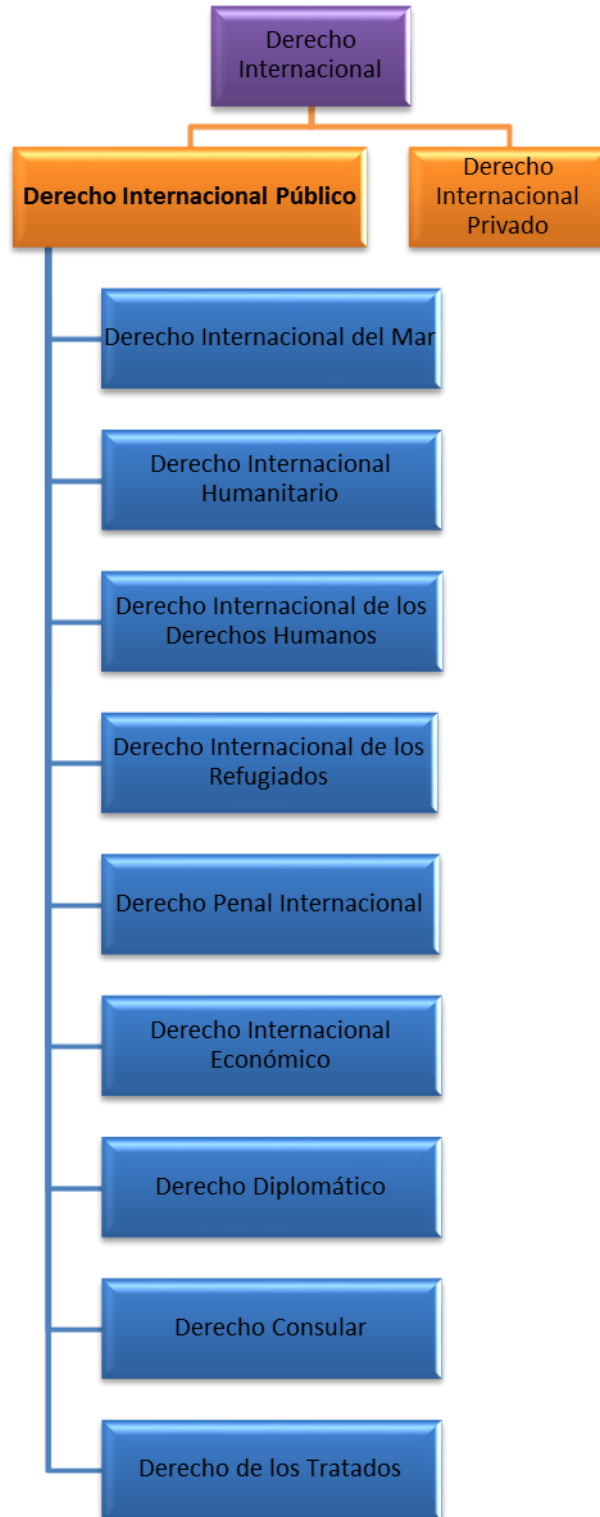 Derecho
Internacional
Derecho Internacional Público
Derecho
Internacional
Privado
Derecho Internacional del Mar
Derecho Internacional
Humanitario
Derecho Internacional de los
Derechos Humanos
Derecho Internacional de los
Refugiados
Derecho Penal Internacional
Derecho Internacional
Económico
Derecho Diplomático
Derecho Consular
Derecho de los Tratados